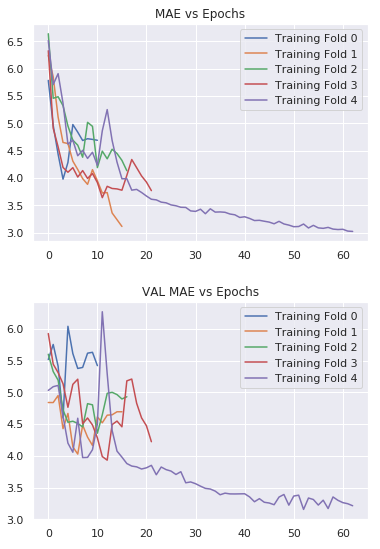 MAE vs Epochs
6.5
6.0
5.5
5.0
4.5
4.0
3.5
3.0
Training Fold 0
Training Fold 1
Training Fold 2
Training Fold 3
Training Fold 4
0 10 20 30 40 50 60
VAL MAE vs Epochs
6.0
5.5
5.0
4.5
4.0
3.5
3.0
Training Fold 0
Training Fold 1
Training Fold 2
Training Fold 3
Training Fold 4
0 10 20 30 40 50 60